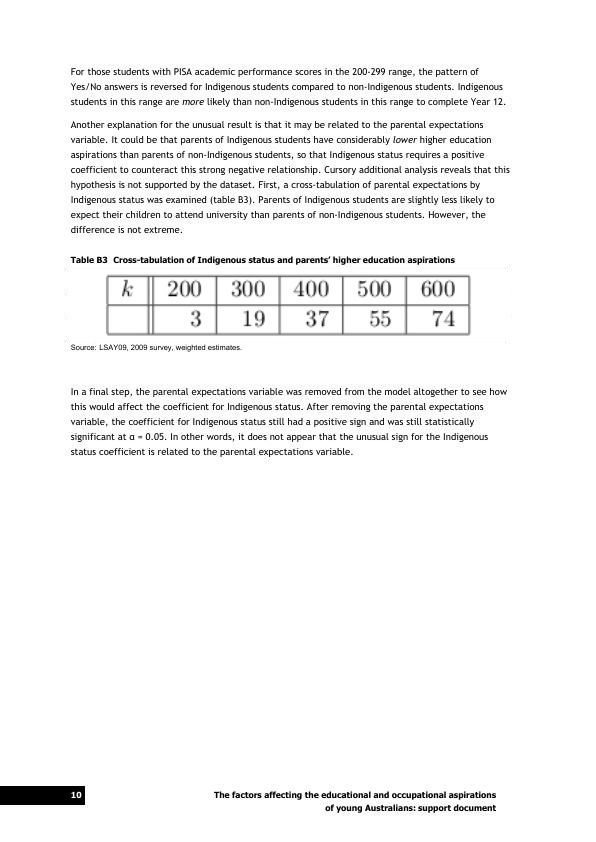 For those students with PISA academic performance scores in the 200-299 range, the pattern of
Yes/No answers is reversed for Indigenous students compared to non-Indigenous students. Indigenous
students in this range are more likely than non-Indigenous students in this range to complete Year 12.
Another explanation for the unusual result is that it may be related to the parental expectations
variable. It could be that parents of Indigenous students have considerably lower higher education
aspirations than parents of non-Indigenous students, so that Indigenous status requires a positive
coefficient to counteract this strong negative relationship. Cursory additional analysis reveals that this
hypothesis is not supported by the dataset. First, a cross-tabulation of parental expectations by
Indigenous status was examined (table B3). Parents of Indigenous students are slightly less likely to
expect their children to attend university than parents of non-Indigenous students. However, the
difference is not extreme.
Table B3 Cross-tabulation of Indigenous status and parents' higher education aspirations
k 200 300 400 500 600
3 19 37 55 74
Source: LSAY09, 2009 survey, weighted estimates.
In a final step, the parental expectations variable was removed from the model altogether to see how
this would affect the coefficient for Indigenous status. After removing the parental expectations
variable, the coefficient for Indigenous status still had a positive sign and was still statistically
significant at α = 0.05. In other words, it does not appear that the unusual sign for the Indigenous
status coefficient is related to the parental expectations variable.
10 The factors affecting the educational and occupational aspirations
of young Australians: support document